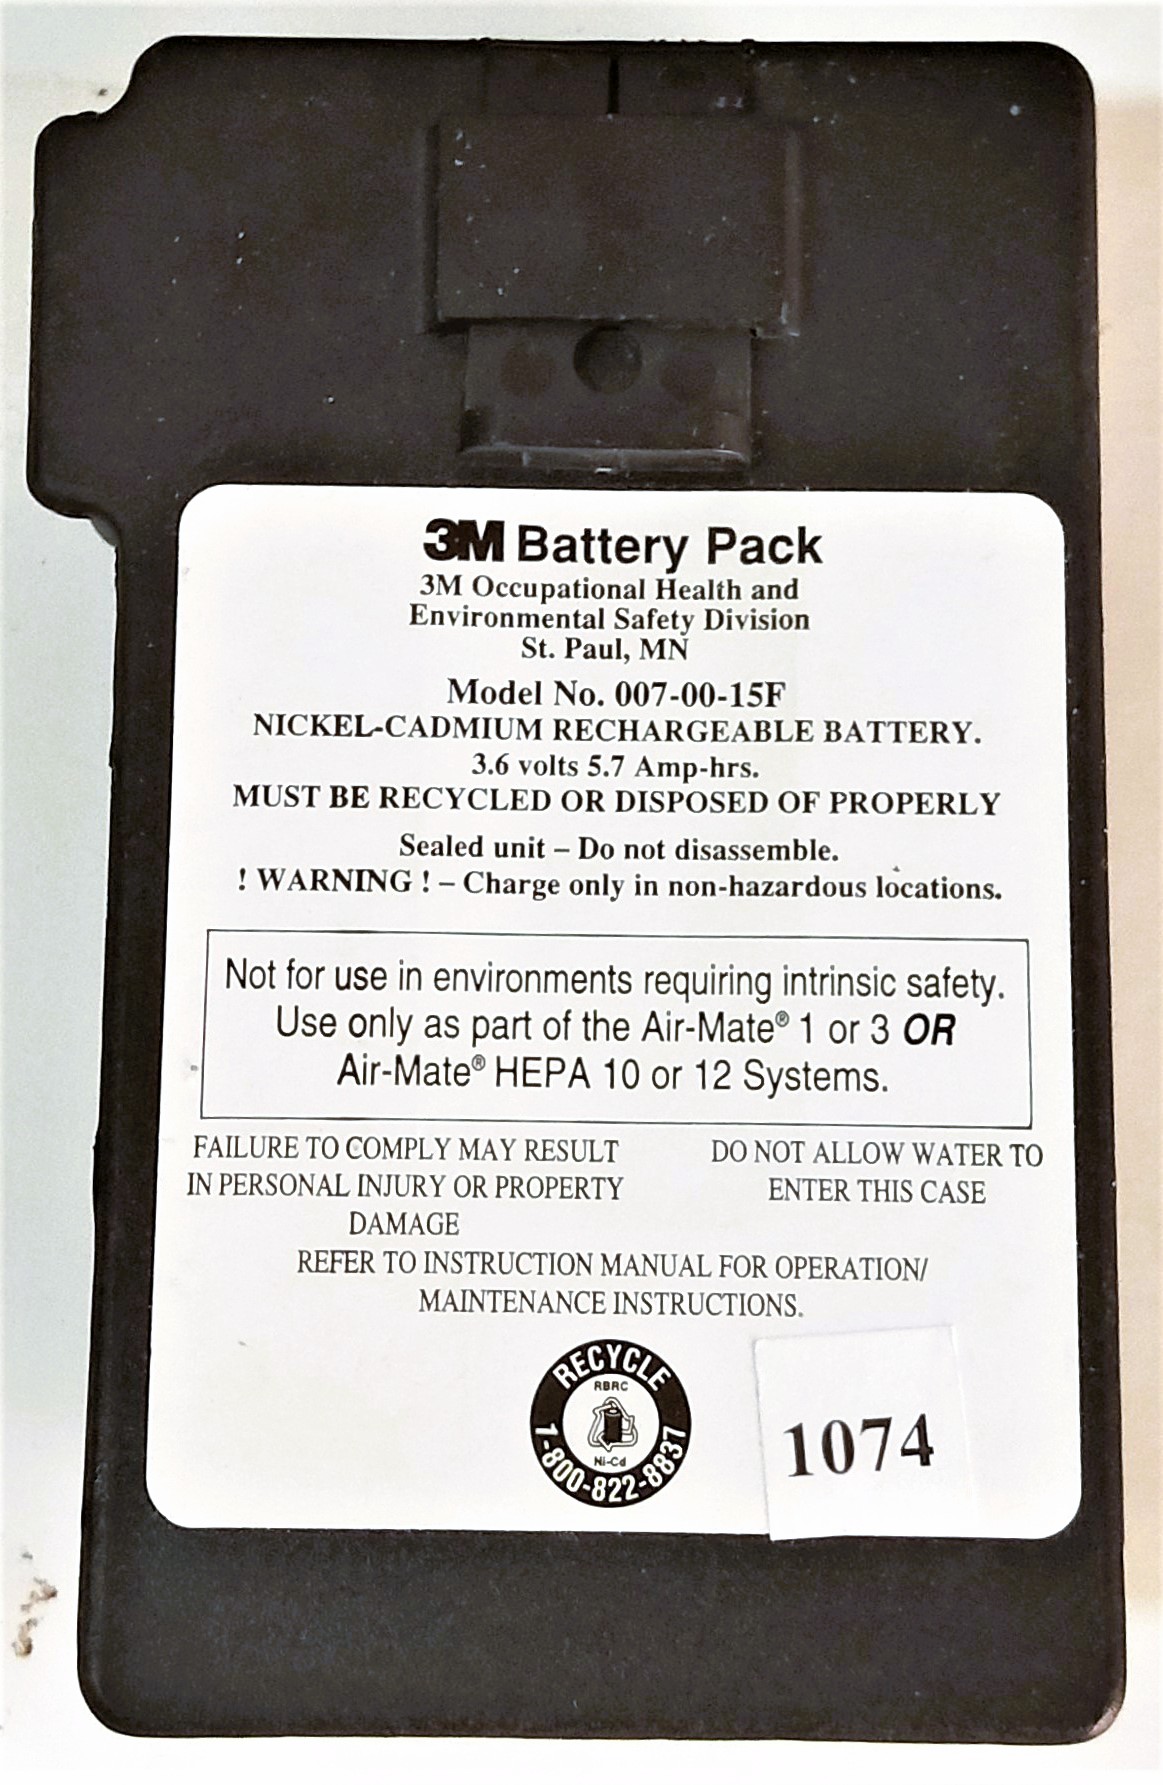 3M Battery Pack
3M Occupational Health and
Environmental Safety Division
St. Paul, MN
Model No. 007-00-15F
NICKEL-CADMIUM RECHARGEABLE BATTERY.
3.6 volts 5.7 Amp-hrs.
MUST BE RECYCLED OR DISPOSED OF PROPERLY
Sealed unit – Do not disassemble.
! WARNING ! – Charge only in non-hazardous locations.
Not for use in environments requiring intrinsic safety.
Use only as part of the Air-Mate® 1 or 3 OR
Air-Mate® HEPA 10 or 12 Systems.
FAILURE TO COMPLY MAY RESULT
IN PERSONAL INJURY OR PROPERTY
DAMAGE
DO NOT ALLOW WATER TO
ENTER THIS CASE
REFER TO INSTRUCTION MANUAL FOR OPERATION/
MAINTENANCE INSTRUCTIONS.
RECYCLE
RBRC
Ni-Cd
1-800-822-8837
1074